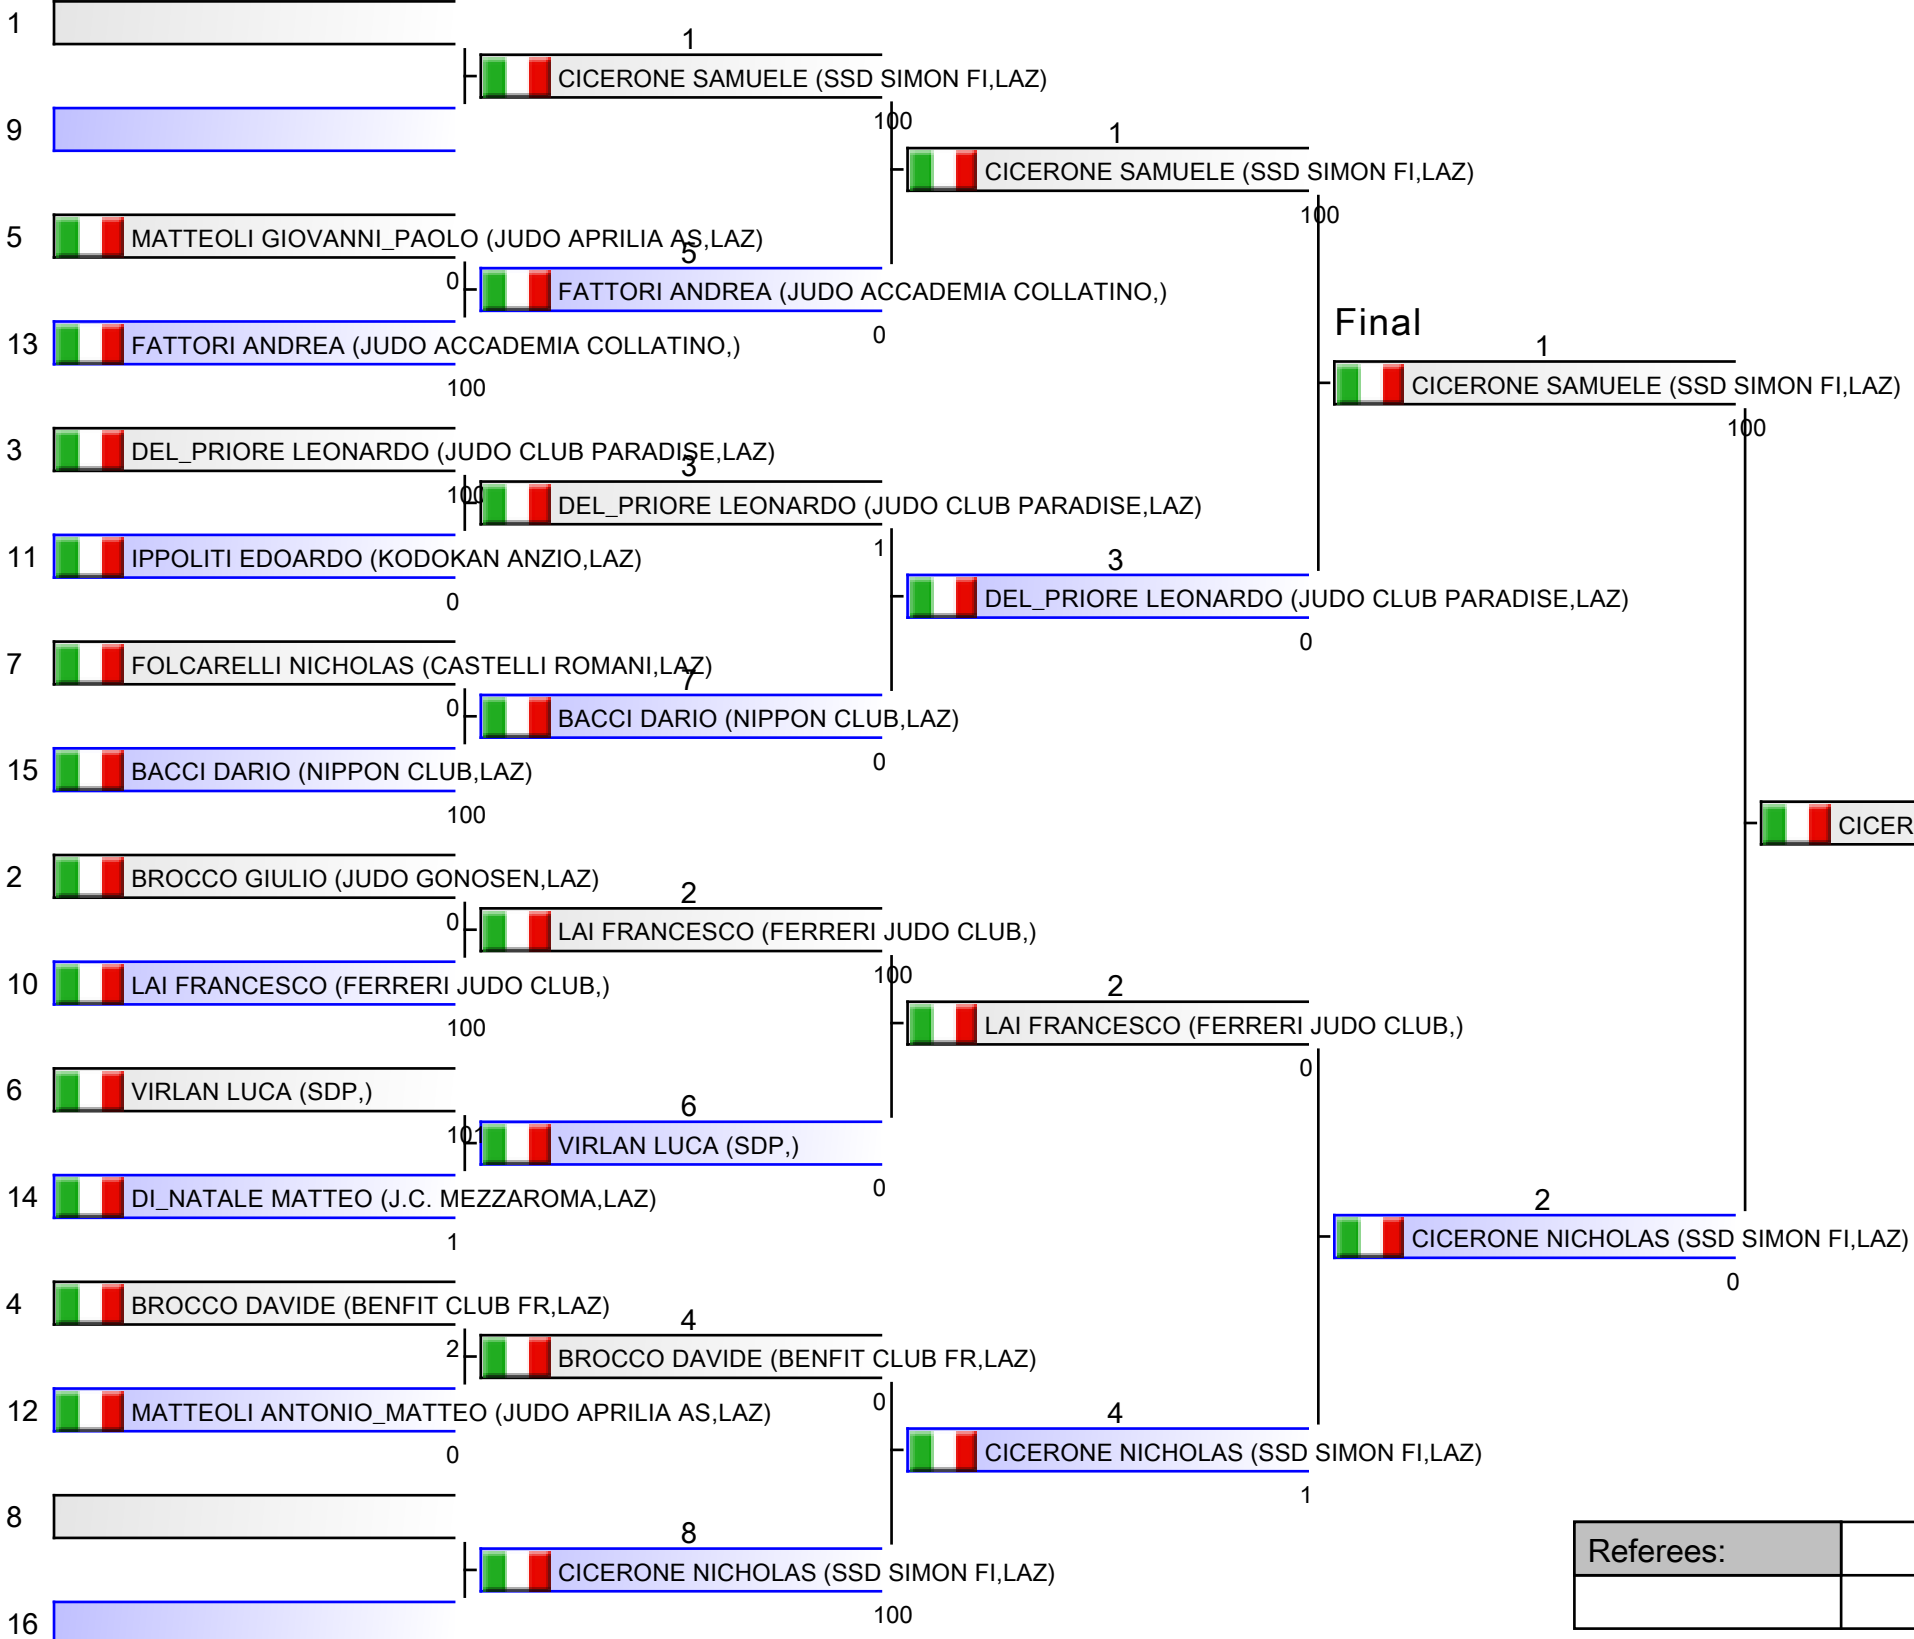 1
1
CICERONE SAMUELE (SSD SIMON FI,LAZ)
100
9
1
CICERONE SAMUELE (SSD SIMON FI,LAZ)
100
5
MATTEOLI GIOVANNI_PAOLO (JUDO APRILIA AS,LAZ)
0
5
FATTORI ANDREA (JUDO ACCADEMIA COLLATINO,)
0
13
FATTORI ANDREA (JUDO ACCADEMIA COLLATINO,)
100
Final
1
CICERONE SAMUELE (SSD SIMON FI,LAZ)
100
3
DEL_PRIORE LEONARDO (JUDO CLUB PARADISE,LAZ)
100
3
DEL_PRIORE LEONARDO (JUDO CLUB PARADISE,LAZ)
1
11
IPPOLITI EDOARDO (KODOKAN ANZIO,LAZ)
0
3
DEL_PRIORE LEONARDO (JUDO CLUB PARADISE,LAZ)
0
7
FOLCARELLI NICHOLAS (CASTELLI ROMANI,LAZ)
0
7
BACCI DARIO (NIPPON CLUB,LAZ)
0
15
BACCI DARIO (NIPPON CLUB,LAZ)
100
CICER
2
BROCCO GIULIO (JUDO GONOSEN,LAZ)
0
2
LAI FRANCESCO (FERRERI JUDO CLUB,)
100
10
LAI FRANCESCO (FERRERI JUDO CLUB,)
100
2
LAI FRANCESCO (FERRERI JUDO CLUB,)
0
6
VIRLAN LUCA (SDP,)
101
6
VIRLAN LUCA (SDP,)
0
14
DI_NATALE MATTEO (J.C. MEZZAROMA,LAZ)
1
2
CICERONE NICHOLAS (SSD SIMON FI,LAZ)
0
4
BROCCO DAVIDE (BENFIT CLUB FR,LAZ)
2
4
BROCCO DAVIDE (BENFIT CLUB FR,LAZ)
0
12
MATTEOLI ANTONIO_MATTEO (JUDO APRILIA AS,LAZ)
0
4
CICERONE NICHOLAS (SSD SIMON FI,LAZ)
1
8
8
CICERONE NICHOLAS (SSD SIMON FI,LAZ)
100
16
Referees: